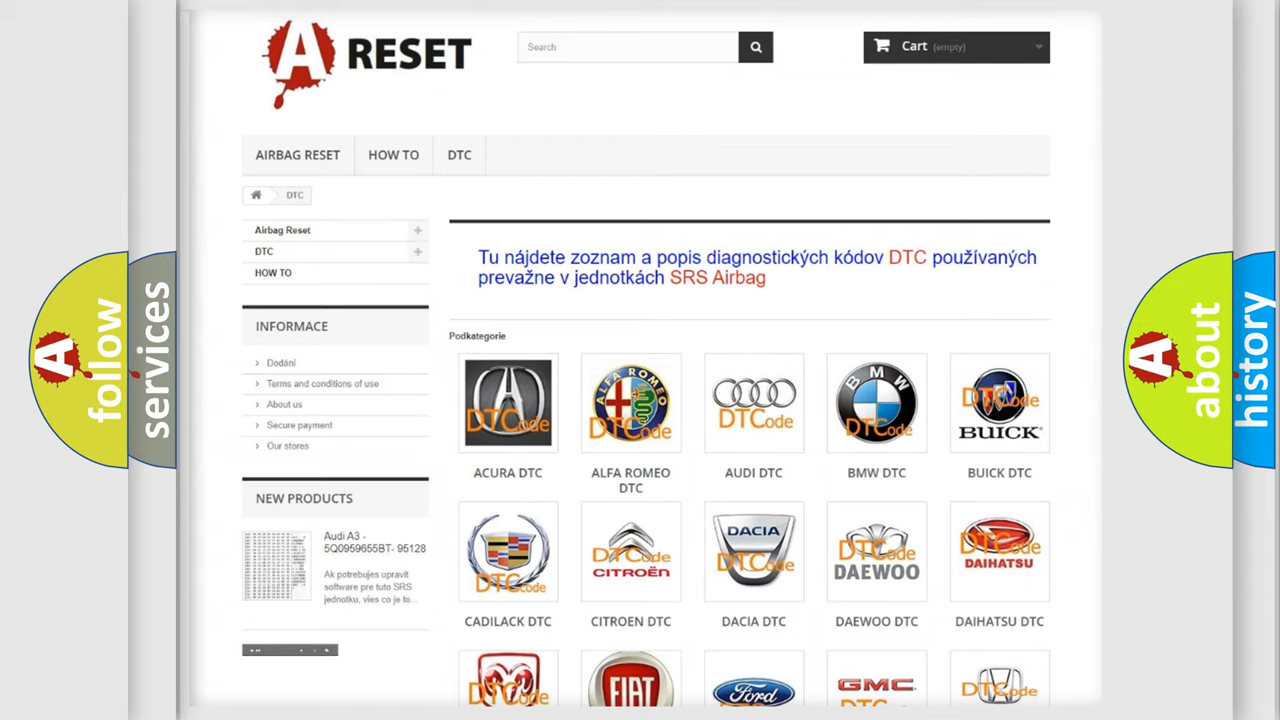 A RESET
Search
Cart (empty)
AIRBAG RESET
HOW TO
DTC
DTC
Airbag Reset
DTC
HOW TO
INFORMACE
Dodání
Terms and conditions of use
About us
Secure payment
Our stores
NEW PRODUCTS
Audi A3 -
5Q0959655BT- 95128
Ak potrebujes upravit
software pre tuto SRS
jednotku, vies co je to...
Tu nájdete zoznam a popis diagnostických kódov DTC používaných
prevažne v jednotkách SRS Airbag
Podkategorie
DTCode
ALFA ROMEO
DTCode
DTCode
BMW
DTCode
DTCode
BUICK
ACURA DTC
ALFA ROMEO
DTC
AUDI DTC
BMW DTC
BUICK DTC
DTCode
DTCode
CITROËN
DACIA
DTCode
DTCode
DAEWOO
DTCode
DAIHATSU
CADILACK DTC
CITROEN DTC
DACIA DTC
DAEWOO DTC
DAIHATSU DTC
DTCode
FIAT
Ford
GMC
DTCode
A follow
services
A about
history